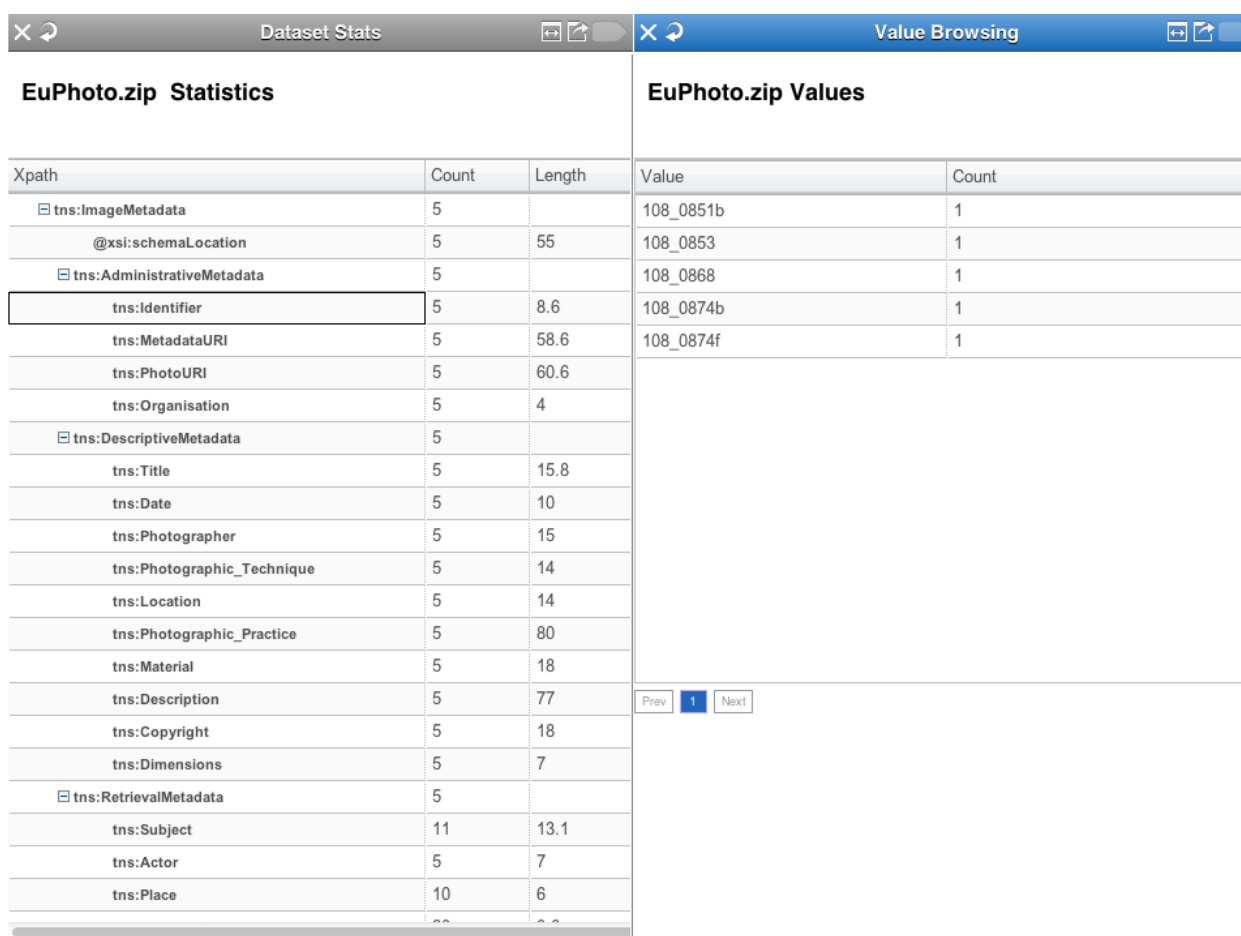 Dataset Stats
EuPhoto.zip Statistics
Xpath Count Length
tns:ImageMetadata 5
@xsi:schemaLocation 5 55
tns:AdministrativeMetadata 5
tns:Identifier 5 8.6
tns:MetadataURI 5 58.6
tns:PhotoURI 5 60.6
tns:Organisation 5 4
tns:DescriptiveMetadata 5
tns:Title 5 15.8
tns:Date 5 10
tns:Photographer 5 15
tns:Photographic_Technique 5 14
tns:Location 5 14
tns:Photographic_Practice 5 80
tns:Material 5 18
tns:Description 5 77
tns:Copyright 5 18
tns:Dimensions 5 7
tns:RetrievalMetadata 5
tns:Subject 11 13.1
tns:Actor 5 7
tns:Place 10 6
Value Browsing
EuPhoto.zip Values
Value Count
108_0851b 1
108_0853 1
108_0868 1
108_0874b 1
108_0874f 1
Prev 1 Next